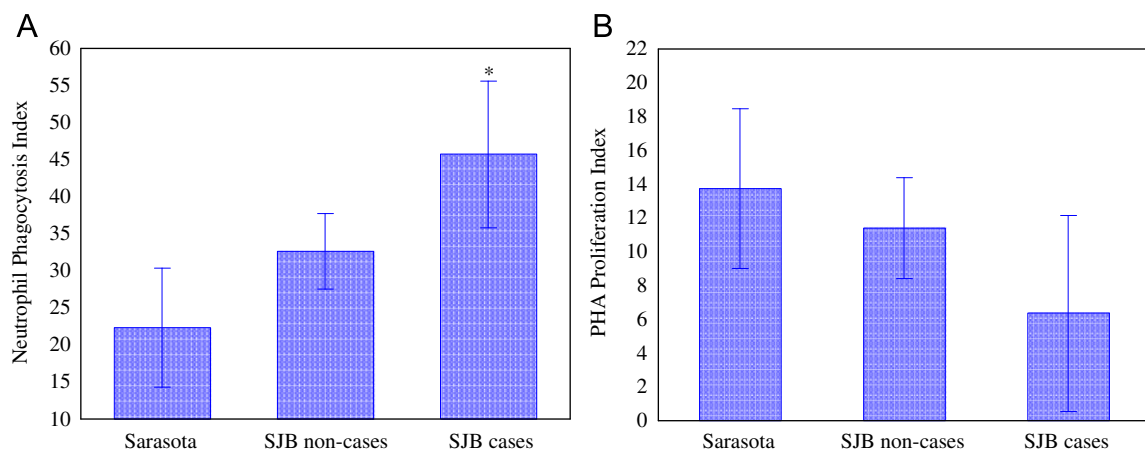 A
Neutrophil Phagocytosis Index
60
55
50
45
40
35
30
25
20
15
10
*
Sarasota
SJB non-cases
SJB cases
B
PHA Proliferation Index
22
20
18
16
14
12
10
8
6
4
2
0
Sarasota
SJB non-cases
SJB cases